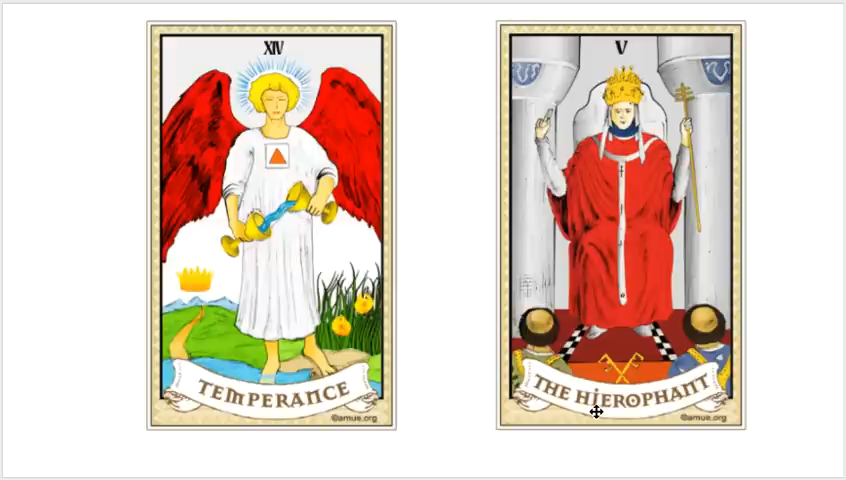 XIV
TEMPERANCE
©amue.org
V
THE HIEROPHANT
©amue.org